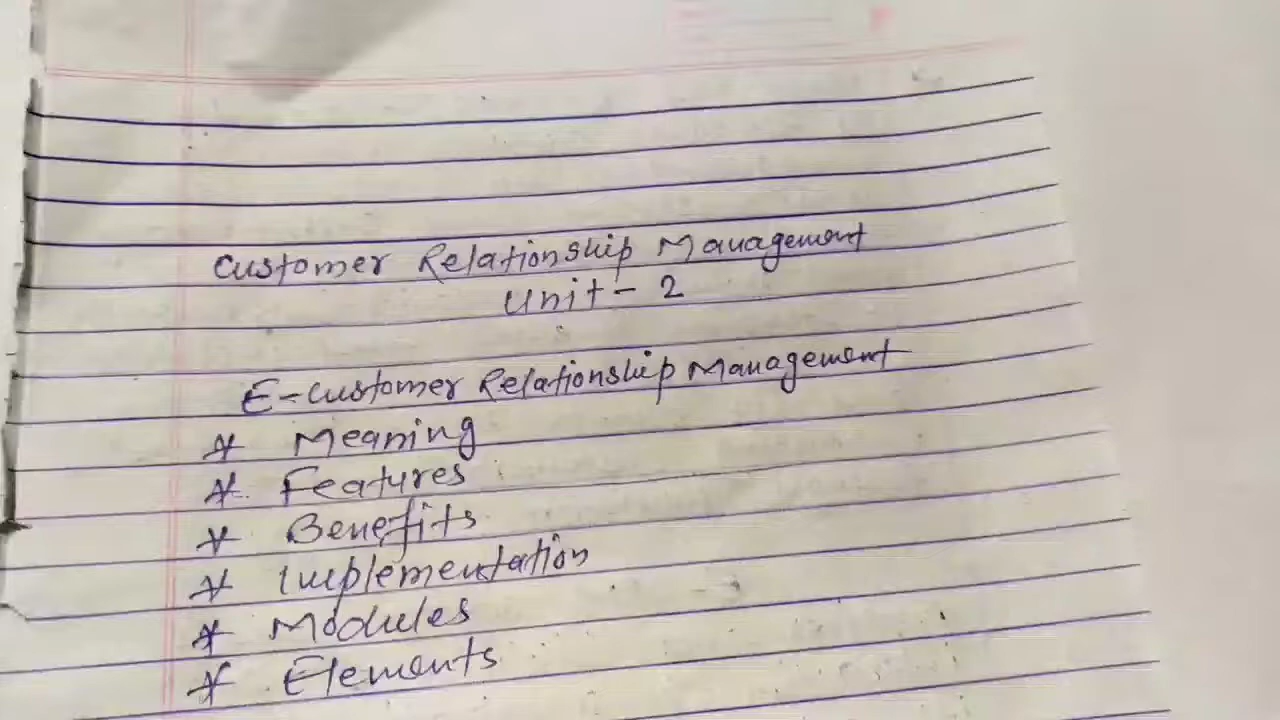 Customer Relationship Management
Unit - 2
E-Customer Relationship Management
* Meaning
* Features
* Benefits
* Implementation
* Modules
* Elements